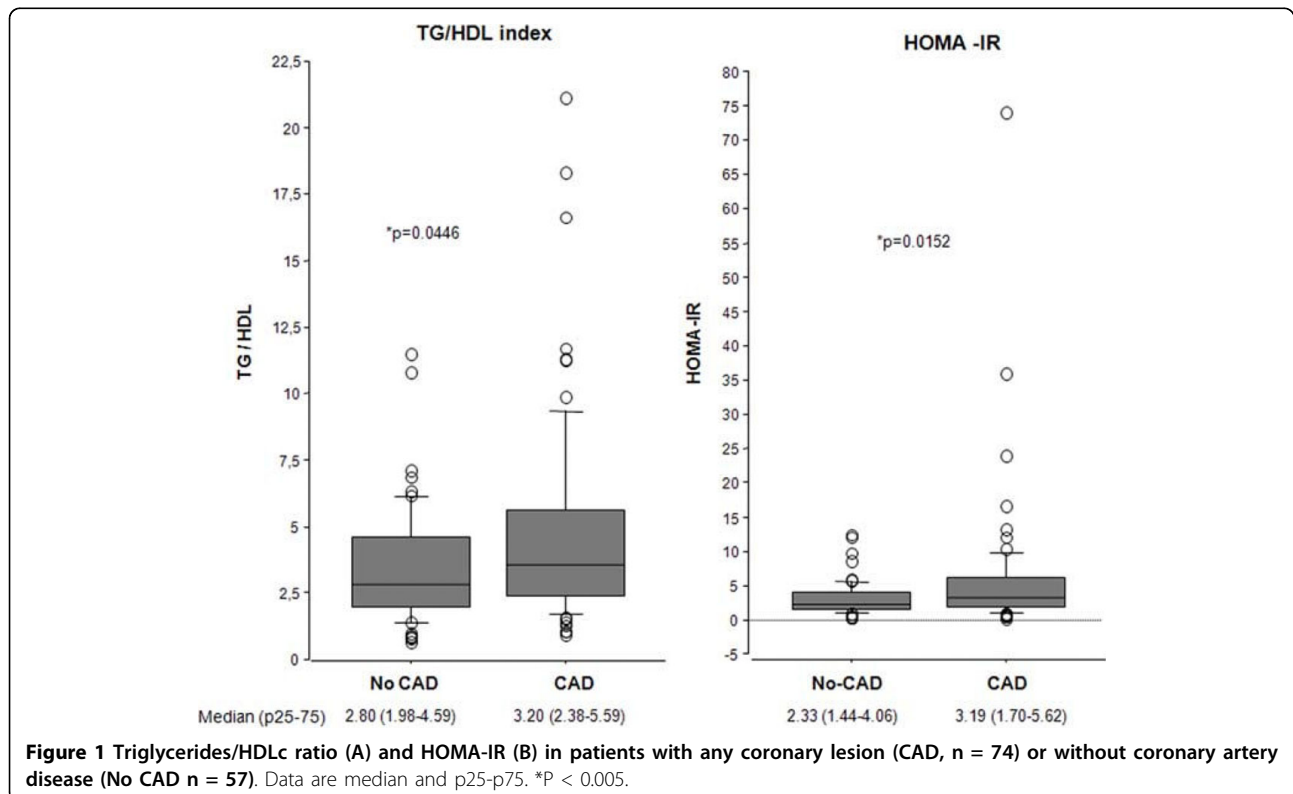 TG/HDL index
22,5
20
17,5
15
12,5
10
7,5
5
2,5
0
TG / HDL
*p=0.0446
No CAD
CAD
HOMA -IR
80
75
70
65
60
55
50
45
40
35
30
25
20
15
10
5
0
-5
HOMA-IR
*p=0.0152
No-CAD
CAD
Median (p25-75) 2.80 (1.98-4.59) 3.20 (2.38-5.59) 2.33 (1.44-4.06) 3.19 (1.70-5.62)
Figure 1 Triglycerides/HDLc ratio (A) and HOMA-IR (B) in patients with any coronary lesion (CAD, n = 74) or without coronary artery
disease (No CAD n = 57). Data are median and p25-p75. *P < 0.005.